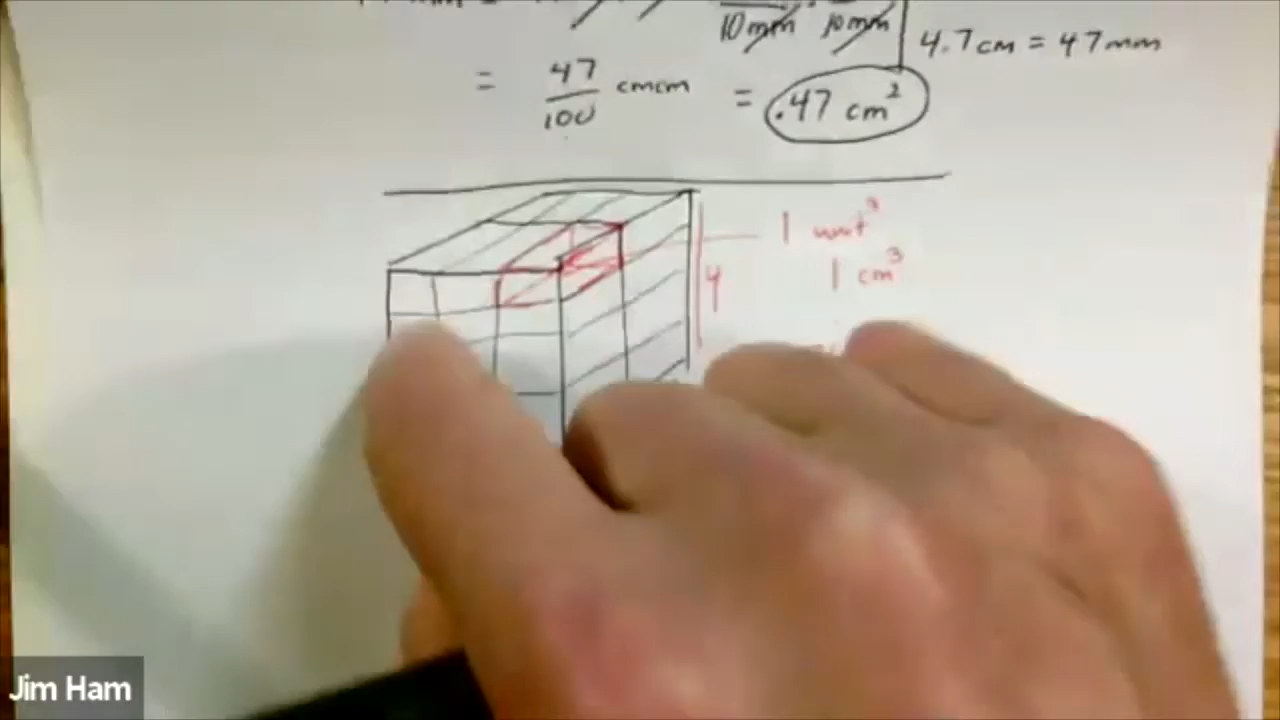 10mm · 10mm
4.7cm = 47mm
= 47/100 cmcm = .47 cm²
1 unit³
4
1 cm³
Jim Ham